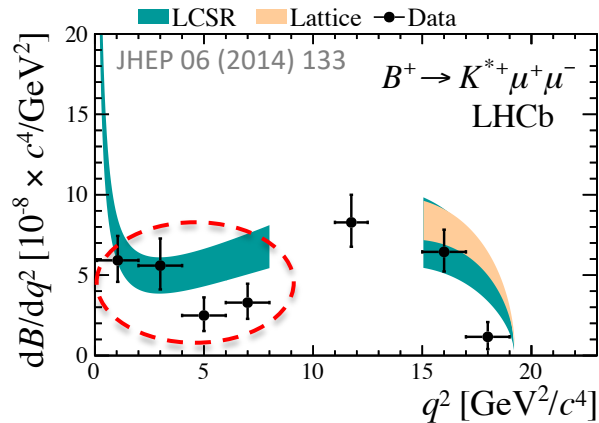 LCSR Lattice Data
JHEP 06 (2014) 133
B⁺ → K*⁺μ⁺μ⁻
LHCb
dB/dq² [10⁻⁸ × c⁴/GeV²]
20
15
10
5
0
0 5 10 15 20
q² [GeV²/c⁴]